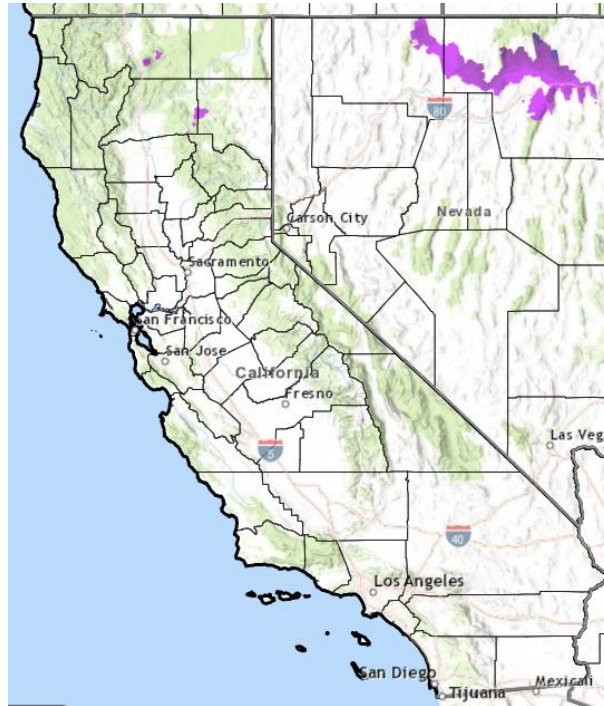 80
Carson City
Nevada
Sacramento
San Francisco
San Jose
California
Fresno
Las Veg
5
40
Los Angeles
San Diego
Tijuana
Mexicali